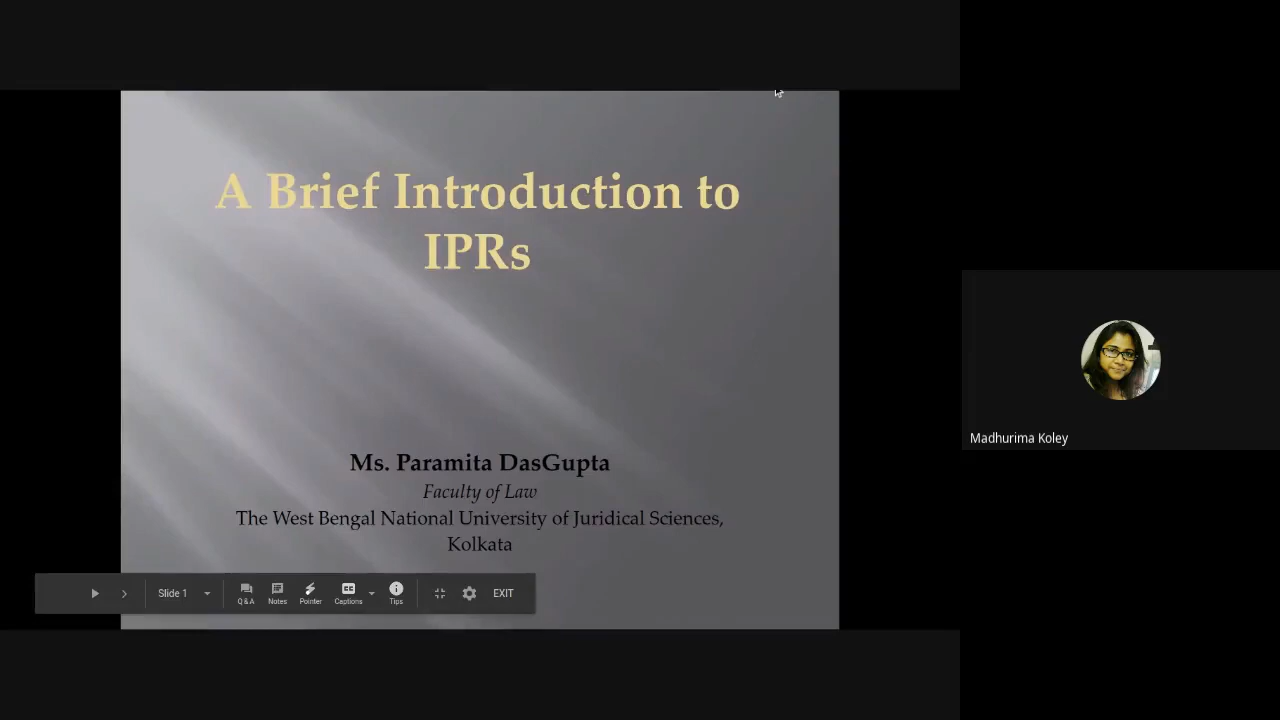 A Brief Introduction to
IPRs
Ms. Paramita DasGupta
Faculty of Law
The West Bengal National University of Juridical Sciences,
Kolkata
Slide 1
Q & A
Notes
Pointer
CC
Captions
Tips
EXIT
Madhurima Koley